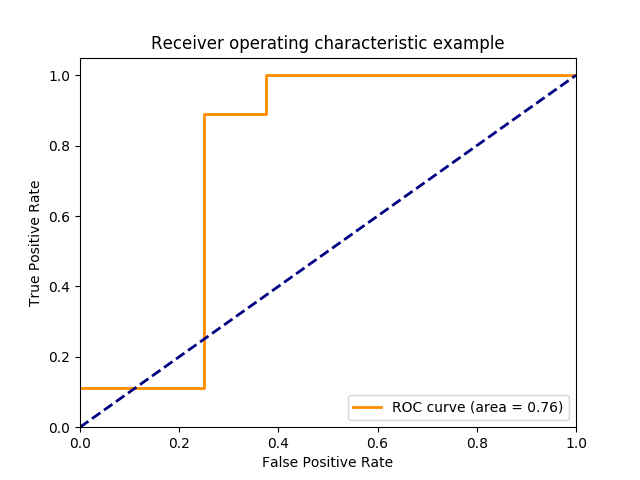 Receiver operating characteristic example
True Positive Rate
1.0
0.8
0.6
0.4
0.2
0.0
ROC curve (area = 0.76)
0.0 0.2 0.4 0.6 0.8 1.0
False Positive Rate